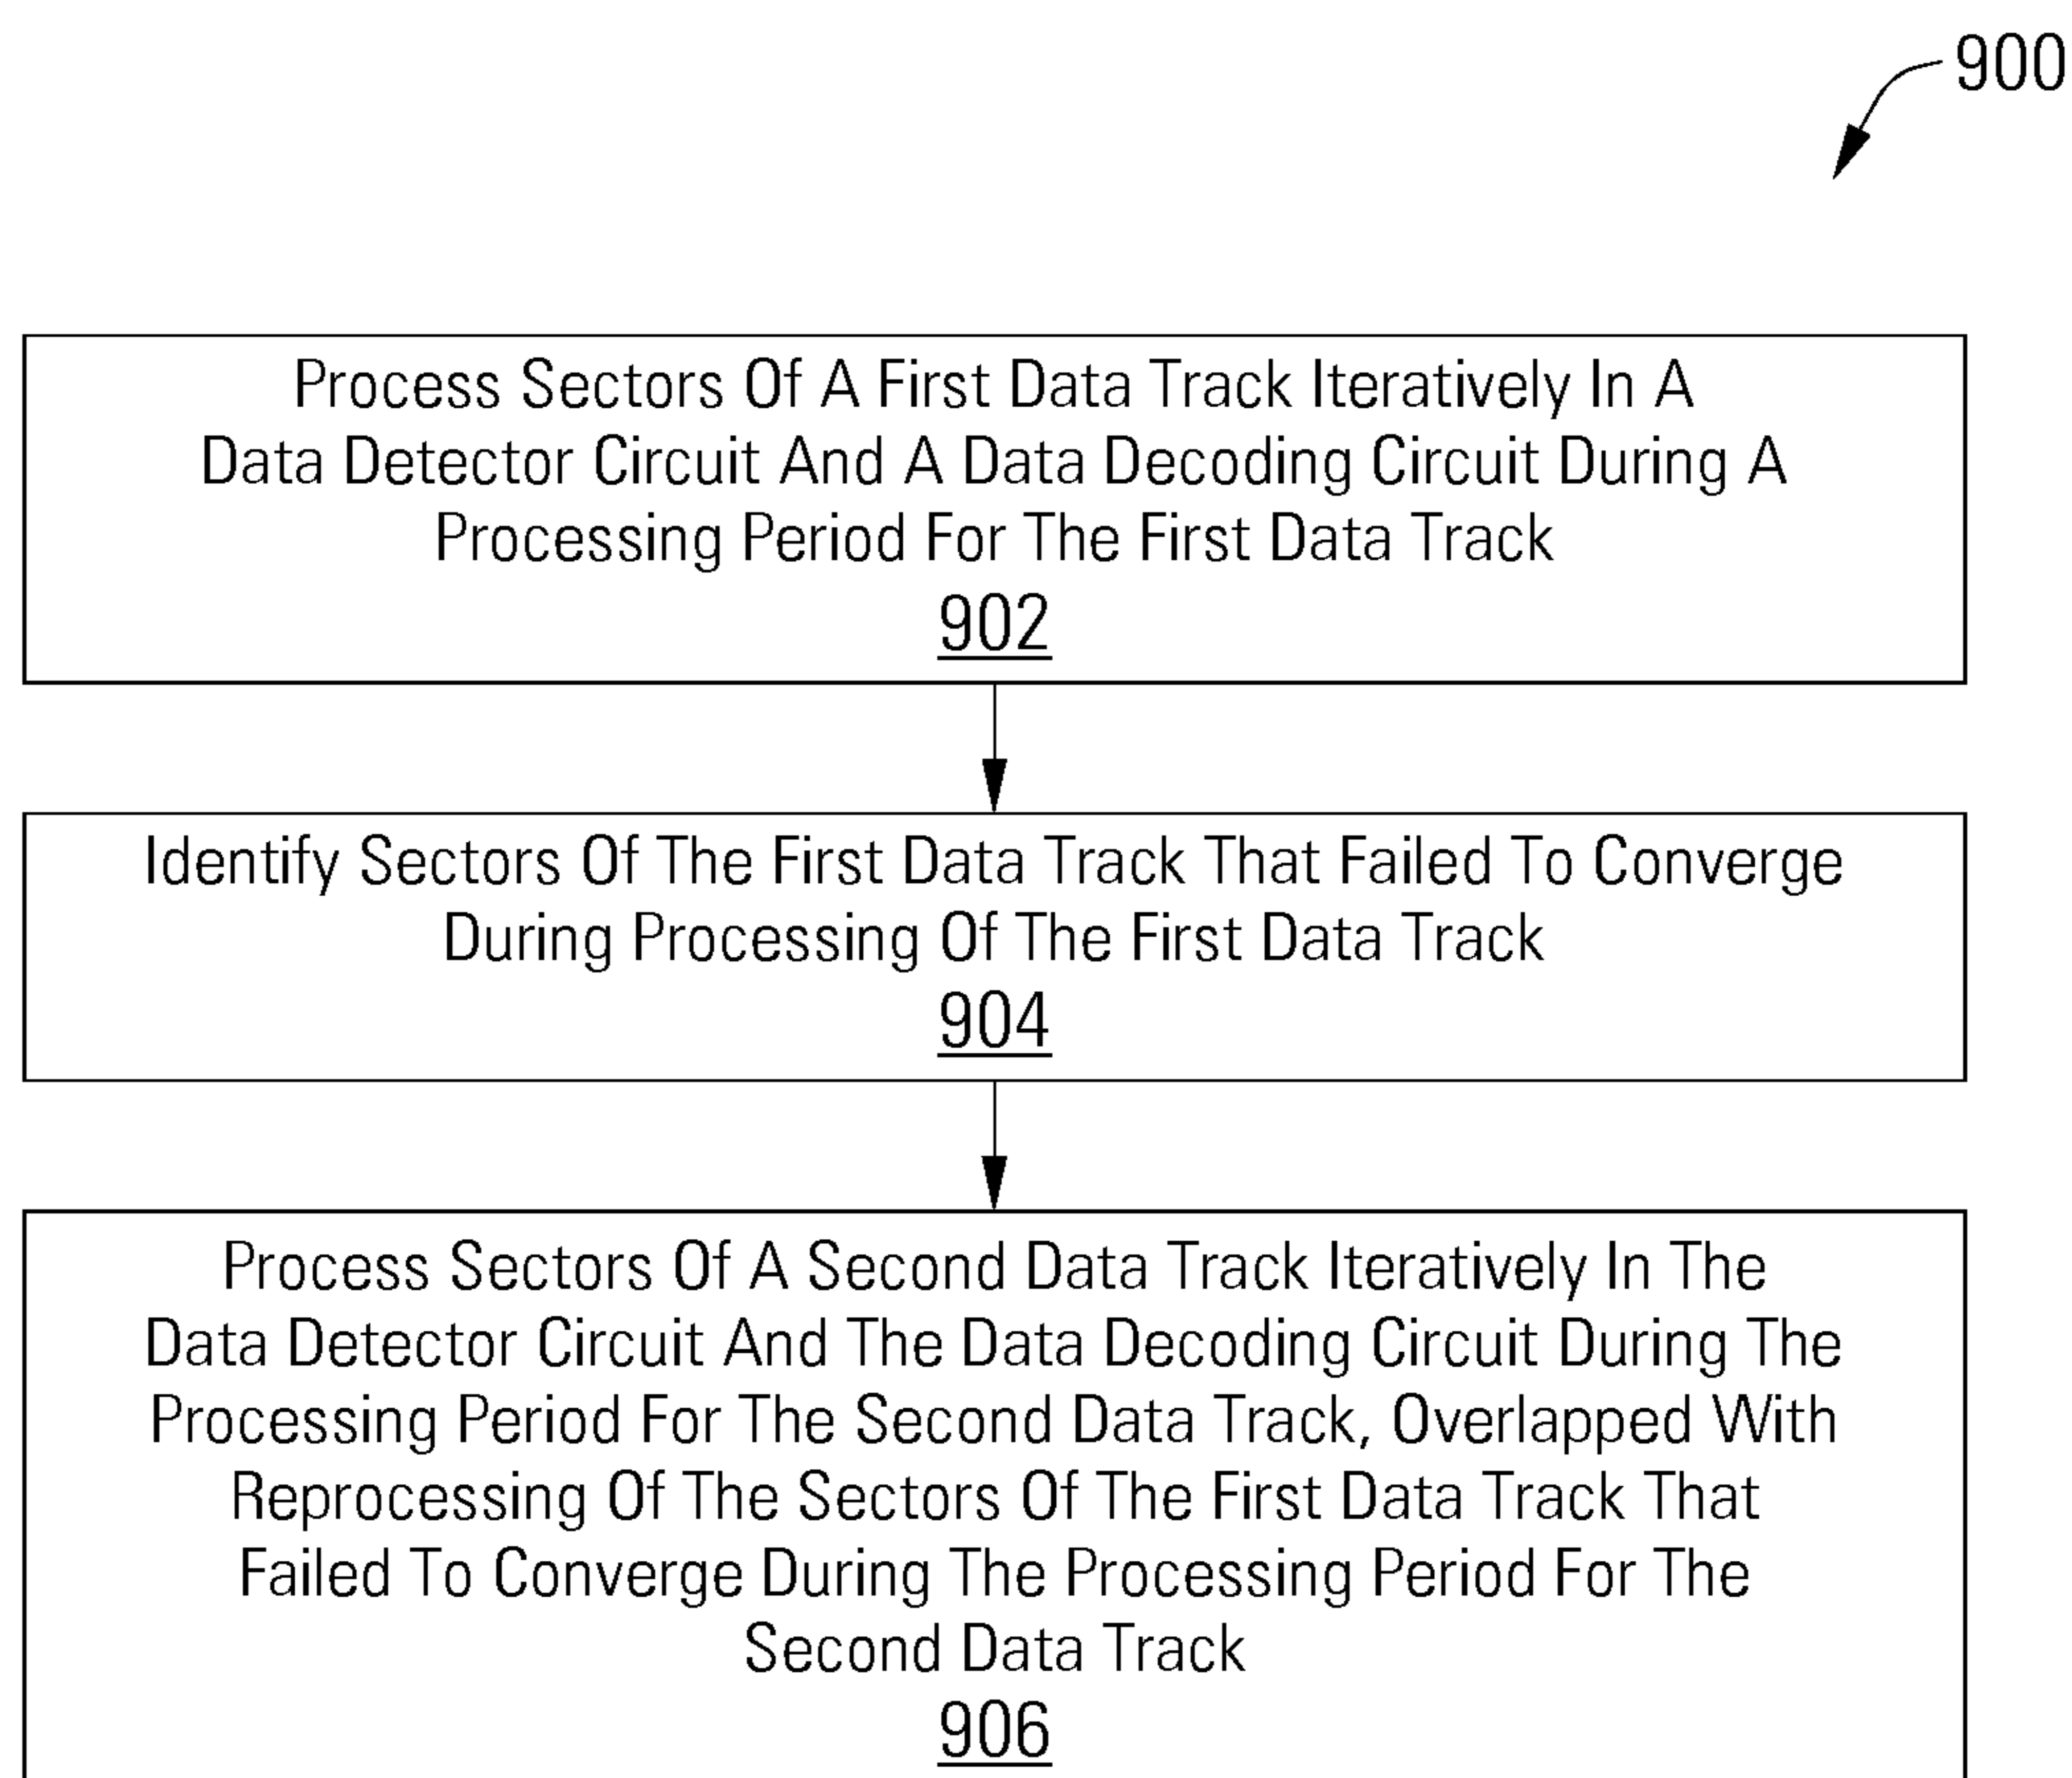 900
Process Sectors Of A First Data Track Iteratively In A
Data Detector Circuit And A Data Decoding Circuit During A
Processing Period For The First Data Track
902
Identify Sectors Of The First Data Track That Failed To Converge
During Processing Of The First Data Track
904
Process Sectors Of A Second Data Track Iteratively In The
Data Detector Circuit And The Data Decoding Circuit During The
Processing Period For The Second Data Track, Overlapped With
Reprocessing Of The Sectors Of The First Data Track That
Failed To Converge During The Processing Period For The
Second Data Track
906